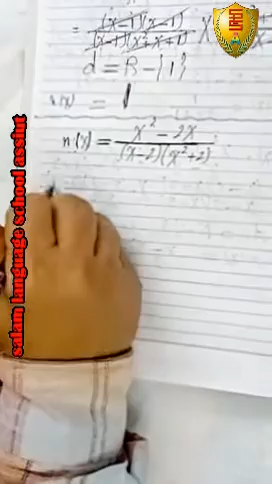 = (x-1)(x-1) / (x-1)(x²+x+1) X
d = R - {1}
n(x) = 1
n(x) = x² - 2x / (x-2)(x²+2)
salam language school assiut